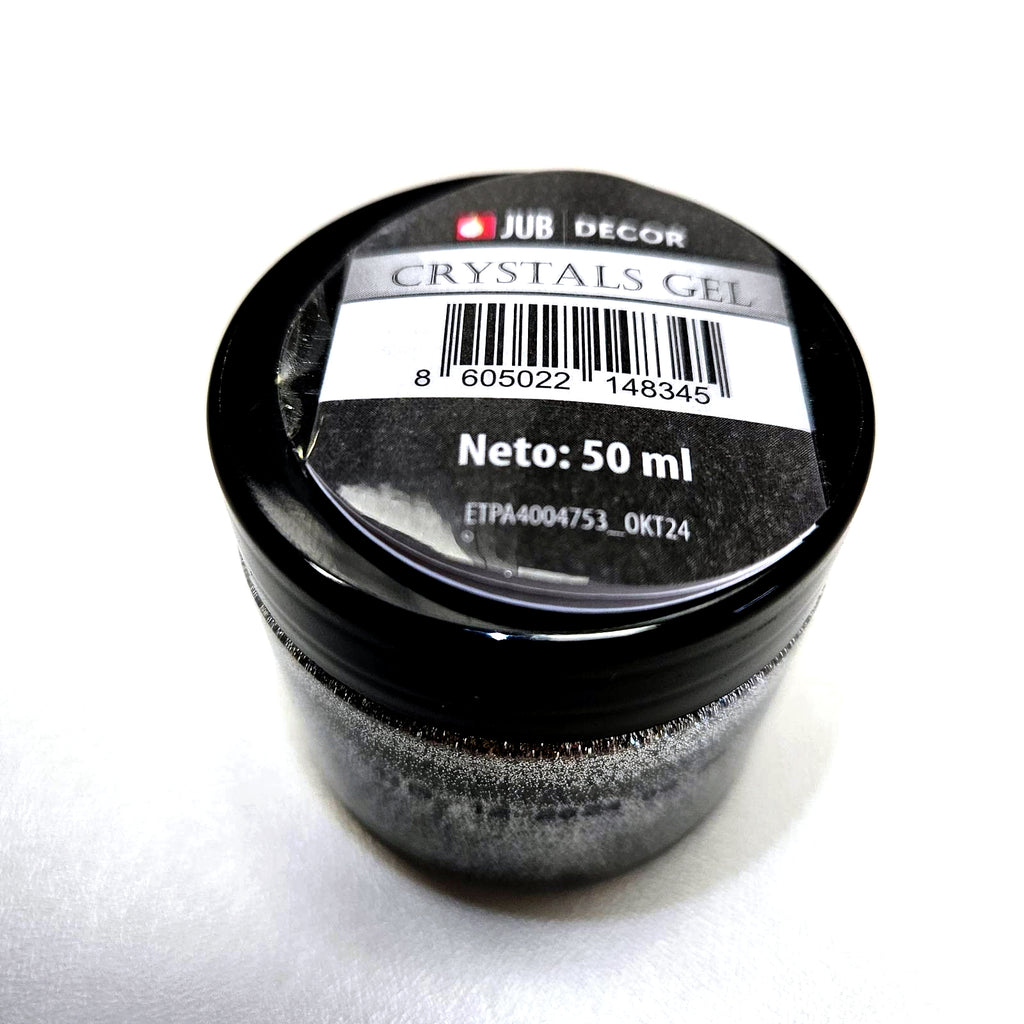 JUB DECOR
CRYSTALS GEL
8 605022 148345
Neto: 50 ml
ETPA4004753_OKT24